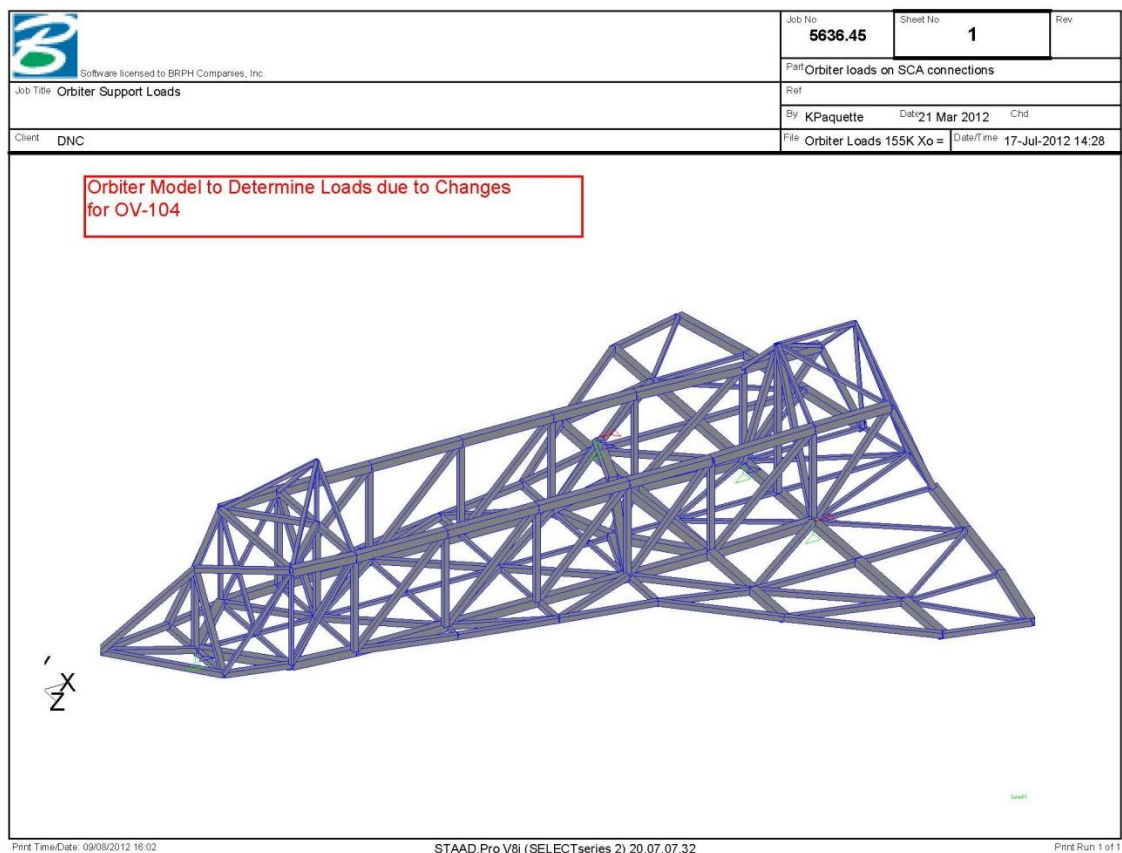 Job No
5636.45
Sheet No
1
Rev
Software licensed to BRPH Companies, Inc.
Part Orbiter loads on SCA connections
Job Title Orbiter Support Loads
Ref
By KPaquette Date 21 Mar 2012 Chd
Client DNC
File Orbiter Loads 155K Xo = Date/Time 17-Jul-2012 14:28
Orbiter Model to Determine Loads due to Changes
for OV-104
X
Z
Load 1
Print Time/Date: 09/08/2012 16:02
STAAD.Pro V8i (SELECTseries 2) 20.07.07.32
Print Run 1 of 1